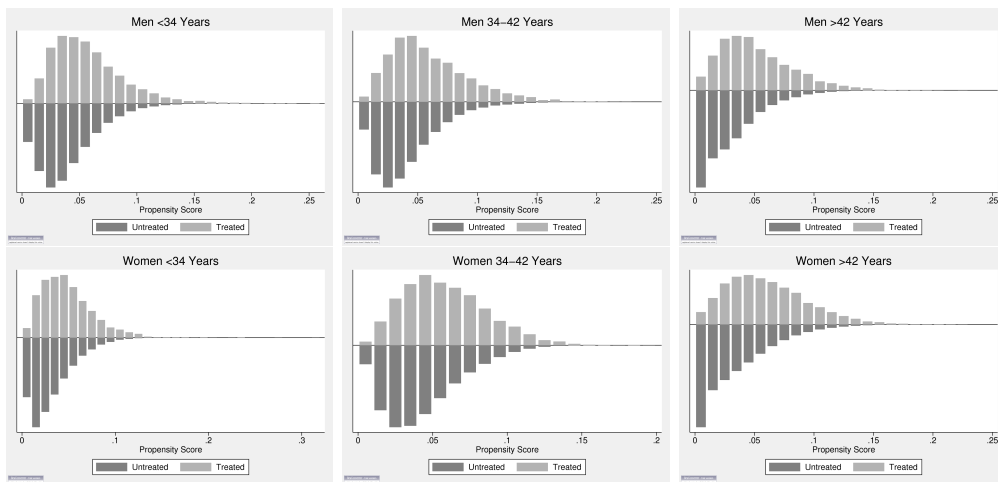 Men <34 Years
Men 34–42 Years
Men >42 Years
0 .05 .1 .15 .2 .25
0 .05 .1 .15 .2 .25
0 .05 .1 .15 .2 .25
Propensity Score
Propensity Score
Propensity Score
Untreated Treated
Untreated Treated
Untreated Treated
Women <34 Years
Women 34–42 Years
Women >42 Years
0 .1 .2 .3
0 .05 .1 .15 .2
0 .05 .1 .15 .2 .25
Propensity Score
Propensity Score
Propensity Score
Untreated Treated
Untreated Treated
Untreated Treated